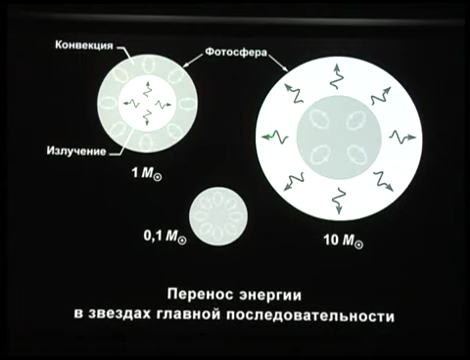 Конвекция
Фотосфера
Излучение
1 M☉
0,1 M☉
10 M☉
Перенос энергии
в звездах главной последовательности